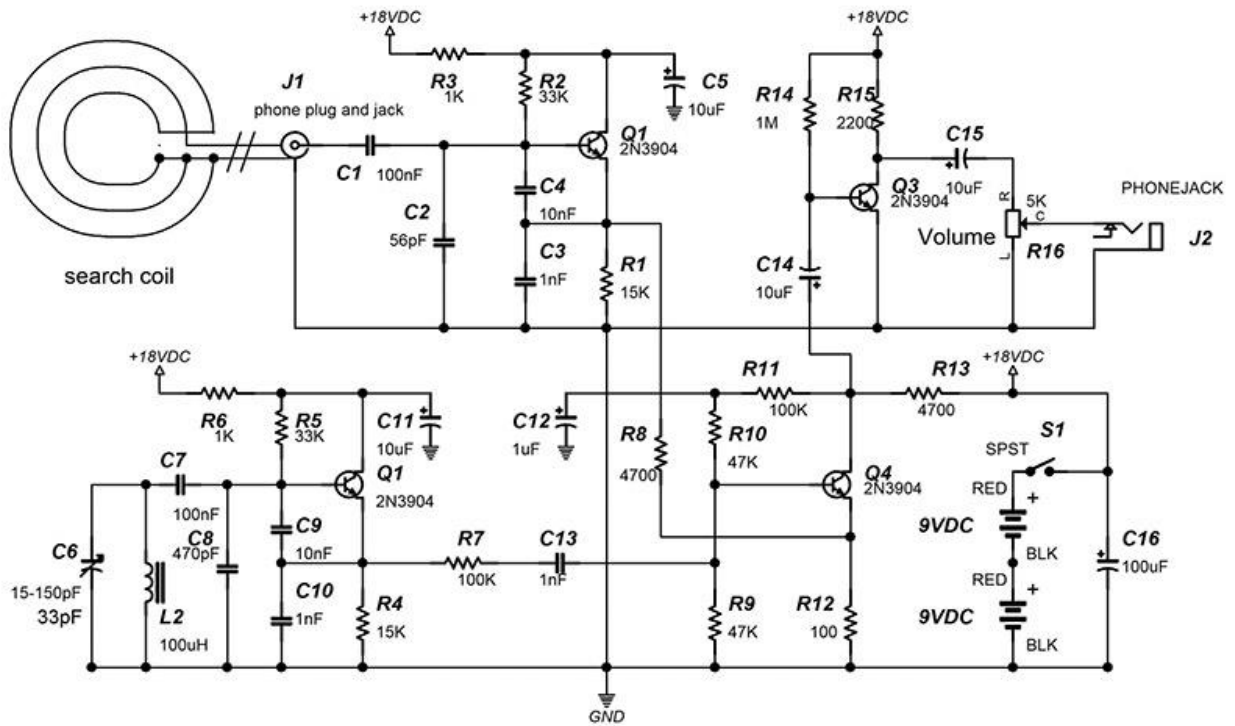 +18VDC
R3
1K
R2
33K
C5
10uF
J1
phone plug and jack
C1
100nF
Q1
2N3904
C4
10nF
C2
56pF
C3
1nF
R1
15K
search coil
+18VDC
R14
1M
R15
2200
C15
10uF
Q3
2N3904
PHONEJACK
R
5K
C
L
Volume
R16
J2
C14
10uF
+18VDC
R6
1K
R5
33K
C11
10uF
C7
100nF
Q1
2N3904
C6
15-150pF
33pF
L2
100uH
C8
470pF
C9
10nF
C10
1nF
R4
15K
R7
100K
C13
1nF
C12
1uF
R8
4700
R11
100K
R10
47K
R13
4700
+18VDC
Q4
2N3904
R9
47K
R12
100
S1
SPST
RED
+
9VDC
BLK
RED
+
9VDC
BLK
C16
100uF
GND